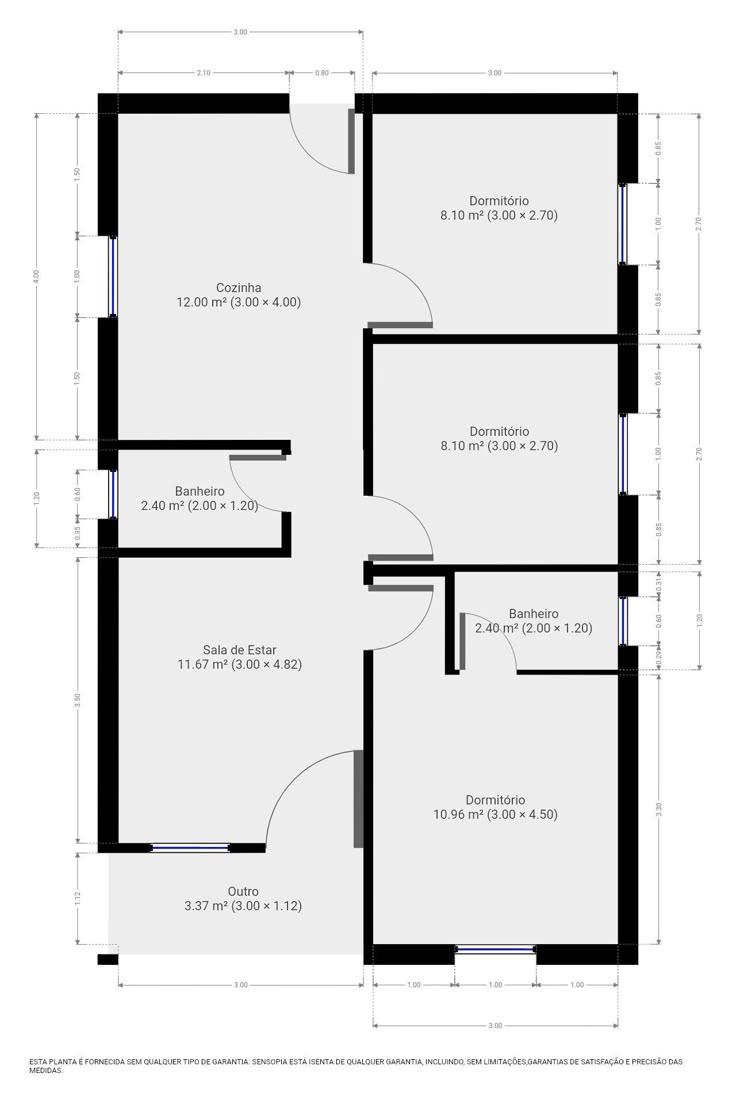 3.00
2.10
0.80
3.00
0.85
1.50
Dormitório
8.10 m² (3.00 × 2.70)
1.00
2.70
4.00
1.00
Cozinha
12.00 m² (3.00 × 4.00)
0.85
1.50
0.85
Dormitório
8.10 m² (3.00 × 2.70)
1.00
2.70
1.20
0.60
Banheiro
2.40 m² (2.00 × 1.20)
0.35
0.85
0.31
Banheiro
2.40 m² (2.00 × 1.20)
0.60
1.20
0.29
Sala de Estar
11.67 m² (3.00 × 4.82)
3.50
Dormitório
10.96 m² (3.00 × 4.50)
3.30
Outro
3.37 m² (3.00 × 1.12)
1.12
3.00
1.00
1.00
1.00
3.00
ESTA PLANTA É FORNECIDA SEM QUALQUER TIPO DE GARANTIA. SENSOPIA ESTÁ ISENTA DE QUALQUER GARANTIA, INCLUINDO, SEM LIMITAÇÕES,GARANTIAS DE SATISFAÇÃO E PRECISÃO DAS
MEDIDAS.